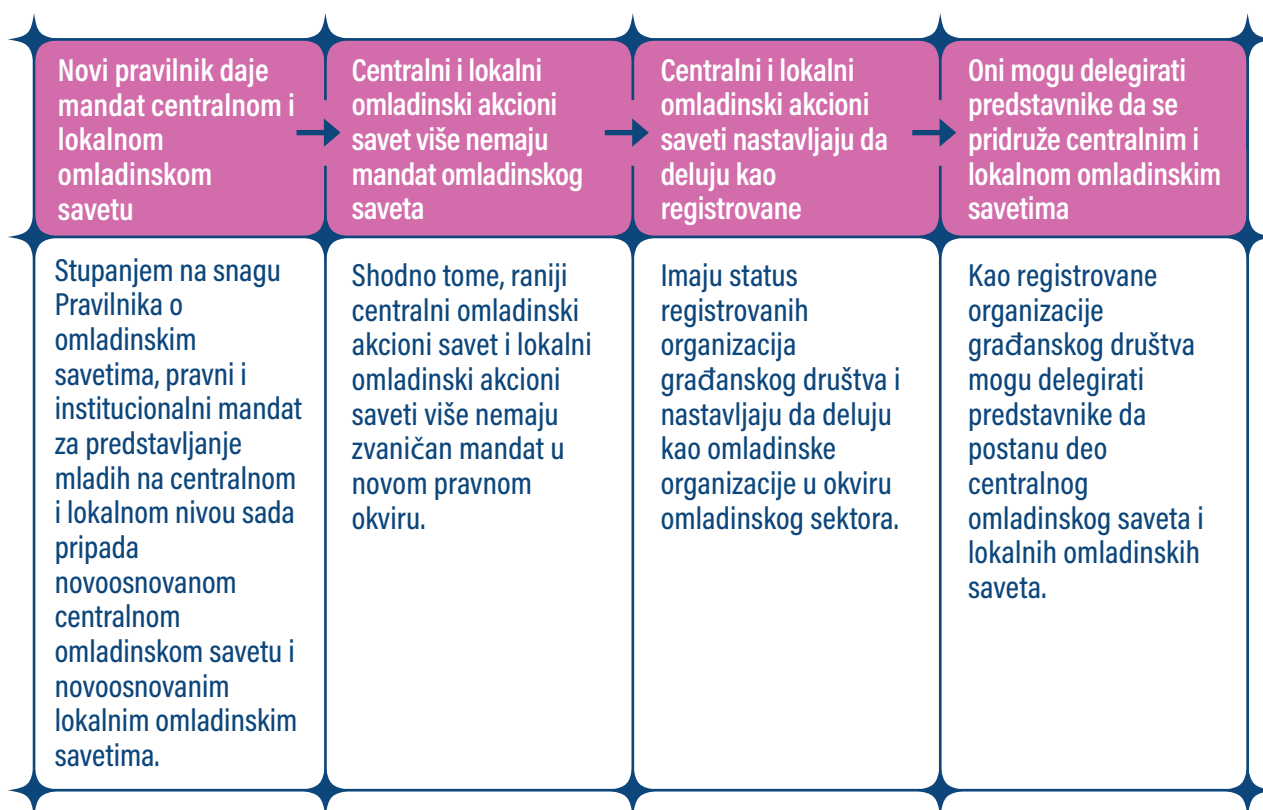 Novi pravilnik daje
mandat centralnom i
lokalnom
omladinskom
savetu
Centralni i lokalni
omladinski akcioni
savet više nemaju
mandat omladinskog
saveta
Centralni i lokalni
omladinski akcioni
saveti nastavljaju da
deluju kao
registrovane
Oni mogu delegirati
predstavnike da se
pridruže centralnim i
lokalnom omladinskim
savetima
Stupanjem na snagu
Pravilnika o
omladinskim
savetima, pravni i
institucionalni mandat
za predstavljanje
mladih na centralnom
i lokalnom nivou sada
pripada
novoosnovanom
centralnom
omladinskom savetu i
novoosnovanim
lokalnim omladinskim
savetima.
Shodno tome, raniji
centralni omladinski
akcioni savet i lokalni
omladinski akcioni
saveti više nemaju
zvaničan mandat u
novom pravnom
okviru.
Imaju status
registrovanih
organizacija
građanskog društva i
nastavljaju da deluju
kao omladinske
organizacije u okviru
omladinskog sektora.
Kao registrovane
organizacije
građanskog društva
mogu delegirati
predstavnike da
postanu deo
centralnog
omladinskog saveta i
lokalnih omladinskih
saveta.